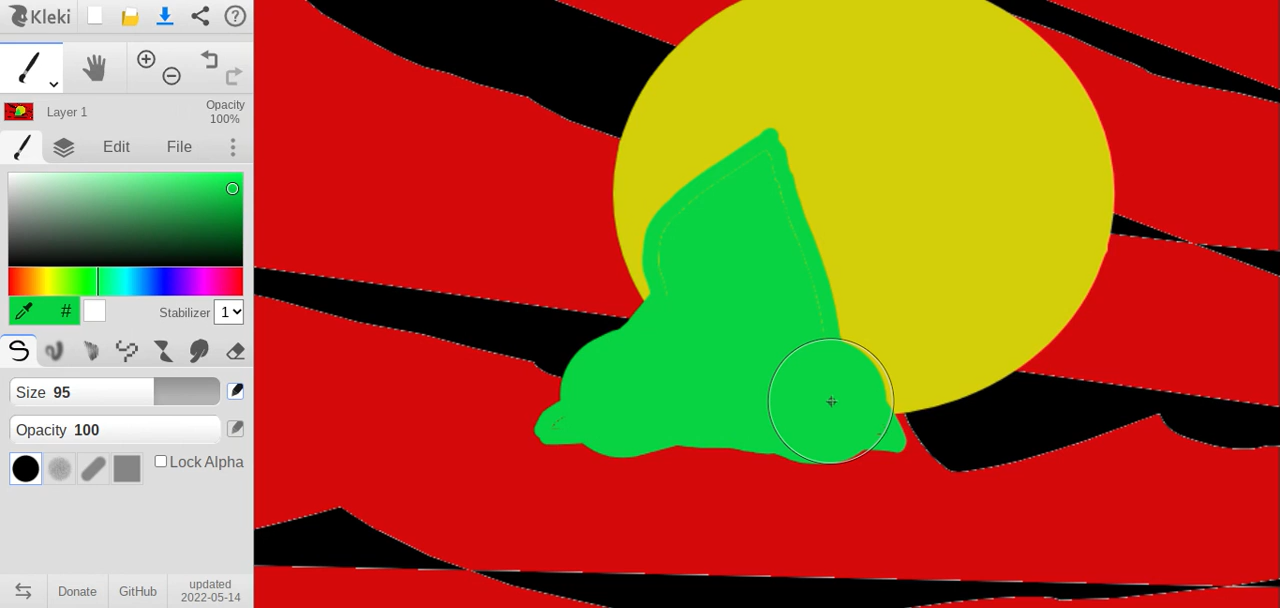 Kleki
?
Layer 1
Opacity
100%
Edit
File
#
Stabilizer 1
Size 95
Opacity 100
Lock Alpha
Donate
GitHub
updated
2022-05-14